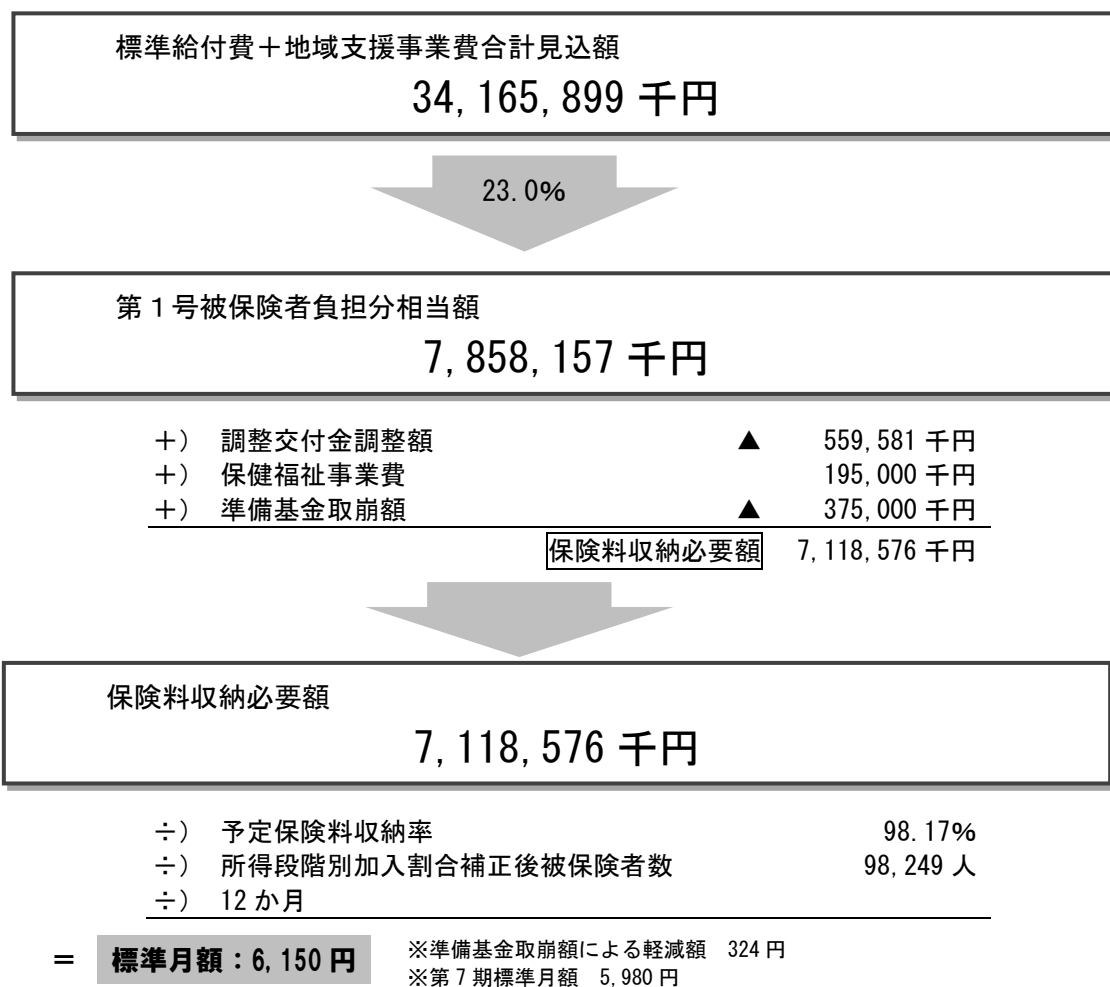 標準給付費＋地域支援事業費合計見込額
34,165,899 千円
23.0%
第１号被保険者負担分相当額
7,858,157 千円
＋） 調整交付金調整額 ▲ 559,581 千円
＋） 保健福祉事業費 195,000 千円
＋） 準備基金取崩額 ▲ 375,000 千円
保険料収納必要額 7,118,576 千円
保険料収納必要額
7,118,576 千円
÷） 予定保険料収納率 98.17%
÷） 所得段階別加入割合補正後被保険者数 98,249 人
÷） 12 か月
＝ 標準月額：6,150 円 ※準備基金取崩額による軽減額 324 円
※第７期標準月額 5,980 円